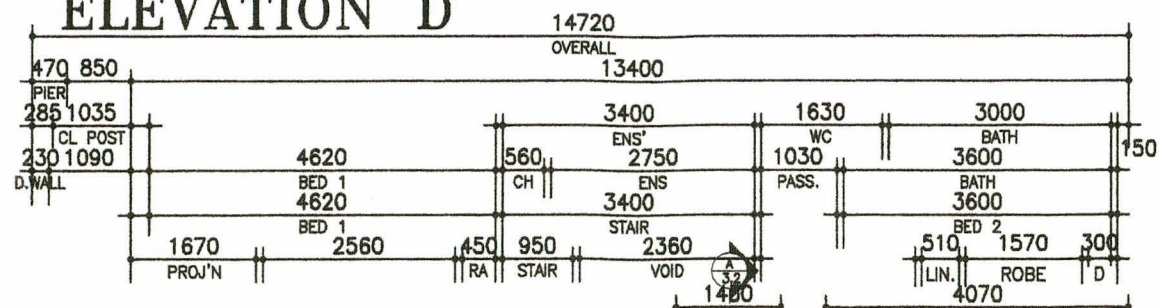 ELEVATION D
14720
OVERALL
470 850 13400
PIER
285 1035 3400 1630 3000
CL POST ENS' WC BATH
150
230 1090 4620 560 2750 1030 3600
D.WALL BED 1 CH ENS PASS. BATH
4620 3400 3600
BED 1 STAIR BED 2
1670 2560 450 950 2360 510 1570 300
PROJ'N RA STAIR VOID A LIN. ROBE D
3.2
4070